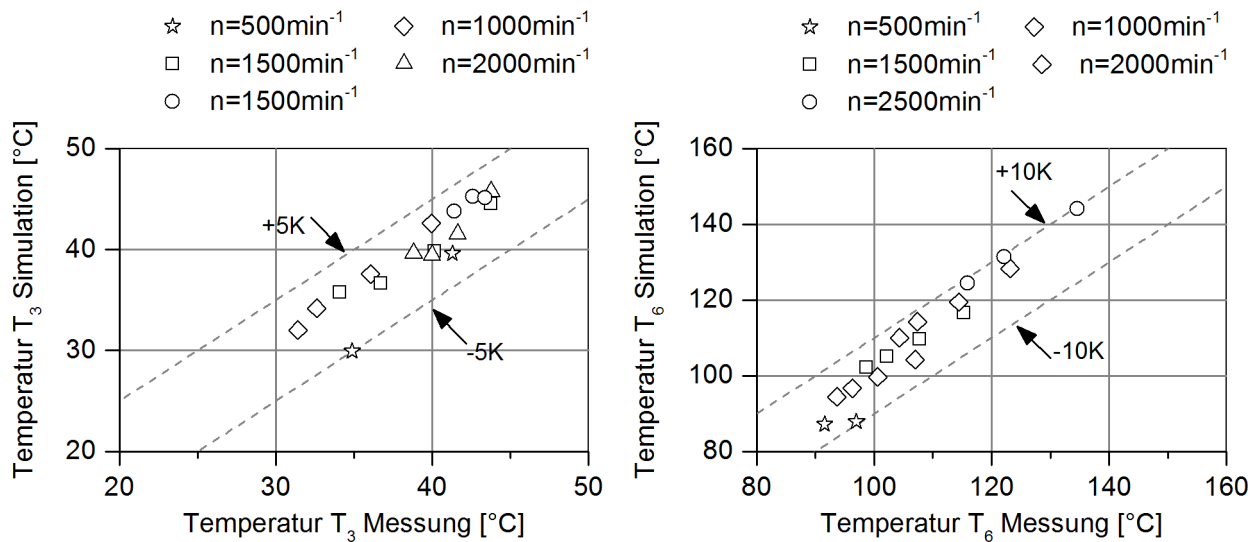 n=500min⁻¹ n=1000min⁻¹
n=1500min⁻¹ n=2000min⁻¹
n=1500min⁻¹
50
40
30
20
20 30 40 50
Temperatur T₃ Simulation [°C]
Temperatur T₃ Messung [°C]
+5K
-5K
n=500min⁻¹ n=1000min⁻¹
n=1500min⁻¹ n=2000min⁻¹
n=2500min⁻¹
160
140
120
100
80
80 100 120 140 160
Temperatur T₆ Simulation [°C]
Temperatur T₆ Messung [°C]
+10K
-10K